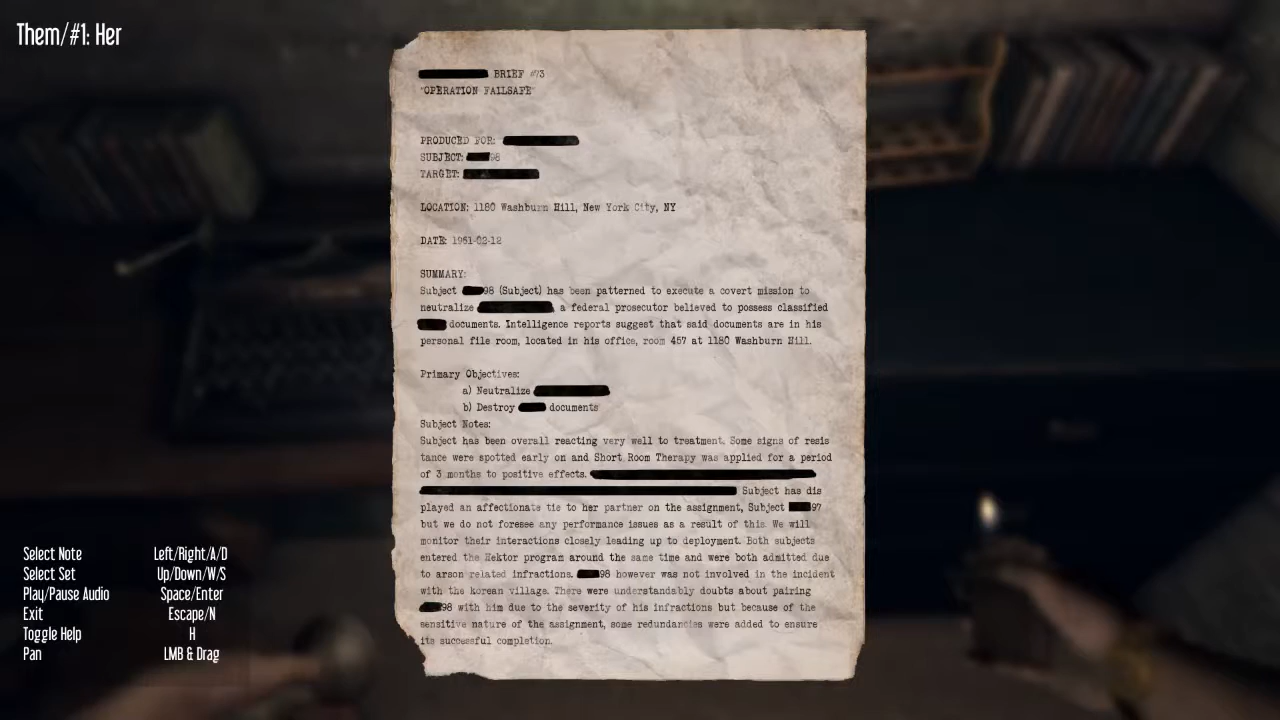 Them/#1: Her
BRIEF #73
"OPERATION FAILSAFE"
PRODUCED FOR:
SUBJECT: 98
TARGET:
LOCATION: 1180 Washburn Hill, New York City, NY
DATE: 1961-02-12
SUMMARY:
Subject 98 (Subject) has been patterned to execute a covert mission to
neutralize , a federal prosecutor believed to possess classified
documents. Intelligence reports suggest that said documents are in his
personal file room, located in his office, room 457 at 1180 Washburn Hill.
Primary Objectives:
a) Neutralize
b) Destroy documents
Subject Notes:
Subject has been overall reacting very well to treatment. Some signs of resis
tance were spotted early on and Short Room Therapy was applied for a period
of 3 months to positive effects.
Subject has dis
played an affectionate tie to her partner on the assignment, Subject 97
but we do not foresee any performance issues as a result of this. We will
monitor their interactions closely leading up to deployment. Both subjects
entered the Hektor program around the same time and were both admitted due
to arson related infractions. 98 however was not involved in the incident
with the korean village. There were understandably doubts about pairing
98 with him due to the severity of his infractions but because of the
sensitive nature of the assignment, some redundancies were added to ensure
its successful completion.
Select Note Left/Right/A/D
Select Set Up/Down/W/S
Play/Pause Audio Space/Enter
Exit Escape/N
Toggle Help H
Pan LMB & Drag